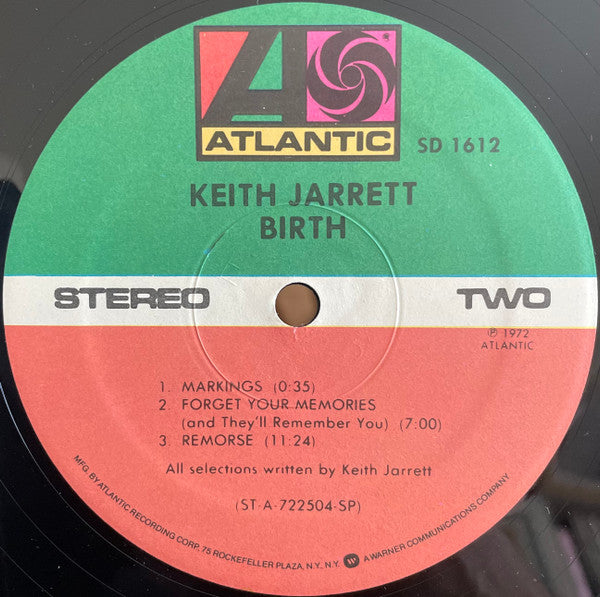 ATLANTIC
SD 1612
KEITH JARRETT
BIRTH
STEREO
TWO
℗ 1972
ATLANTIC
1. MARKINGS (0:35)
2. FORGET YOUR MEMORIES
(and They'll Remember You) (7:00)
3. REMORSE (11:24)
All selections written by Keith Jarrett
(ST-A-722504-SP)
MFG. BY ATLANTIC RECORDING CORP., 75 ROCKEFELLER PLAZA, N.Y., N.Y. A WARNER COMMUNICATIONS COMPANY